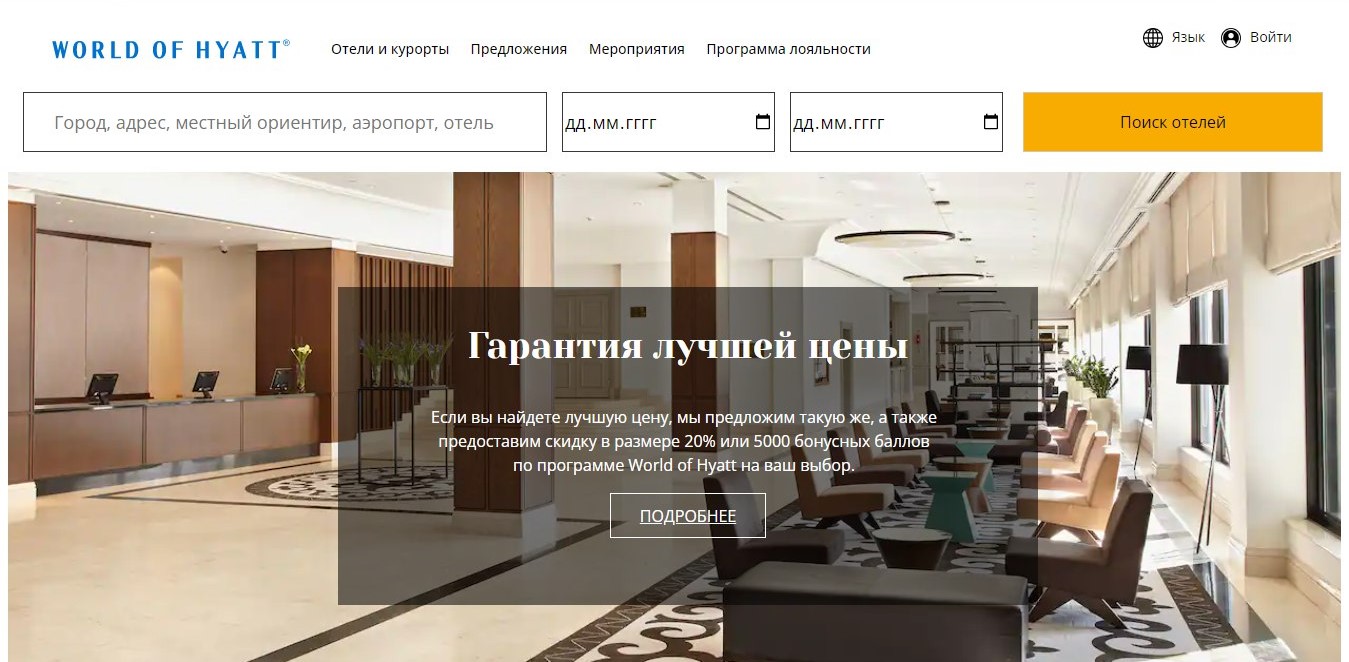 WORLD OF HYATT®
Отели и курорты
Предложения
Мероприятия
Программа лояльности
Язык
Войти
Город, адрес, местный ориентир, аэропорт, отель
дд.мм.гггг
дд.мм.гггг
Поиск отелей
Гарантия лучшей цены
Если вы найдете лучшую цену, мы предложим такую же, а также
предоставим скидку в размере 20% или 5000 бонусных баллов
по программе World of Hyatt на ваш выбор.
ПОДРОБНЕЕ